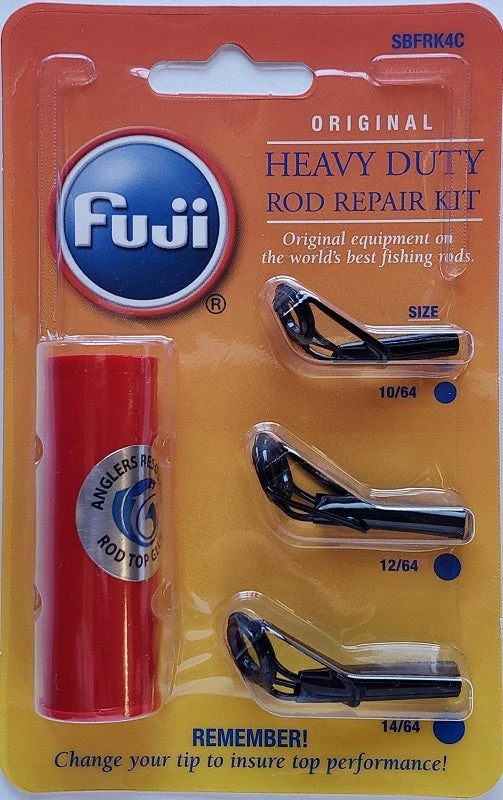 SBFRK4C
ORIGINAL
HEAVY DUTY
ROD REPAIR KIT
Original equipment on
the world's best fishing rods.
Fuji
®
SIZE
10/64
ANGLERS
ROD TOP
12/64
14/64
REMEMBER!
Change your tip to insure top performance!